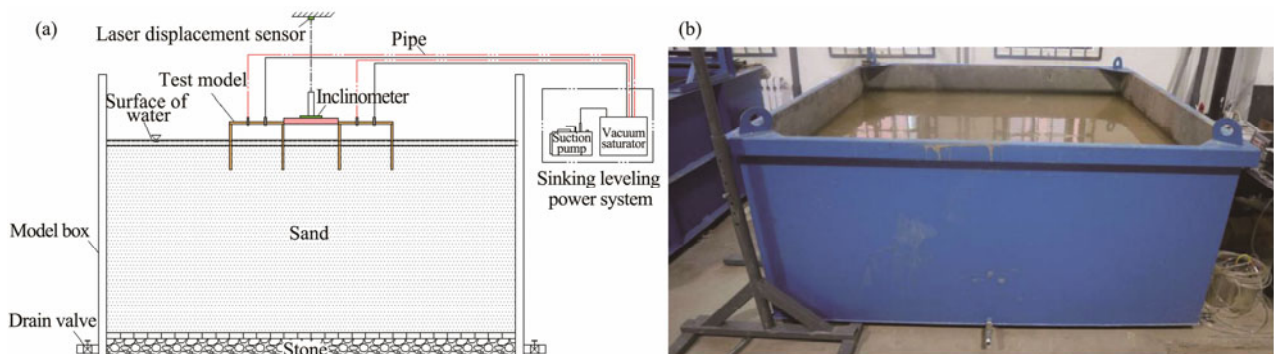 (a)
Laser displacement sensor
Pipe
Test model
Surface of
water
Inclinometer
Suction
pump
Vacuum
saturator
Sinking leveling
power system
Model box
Sand
Drain valve
Stone
(b)